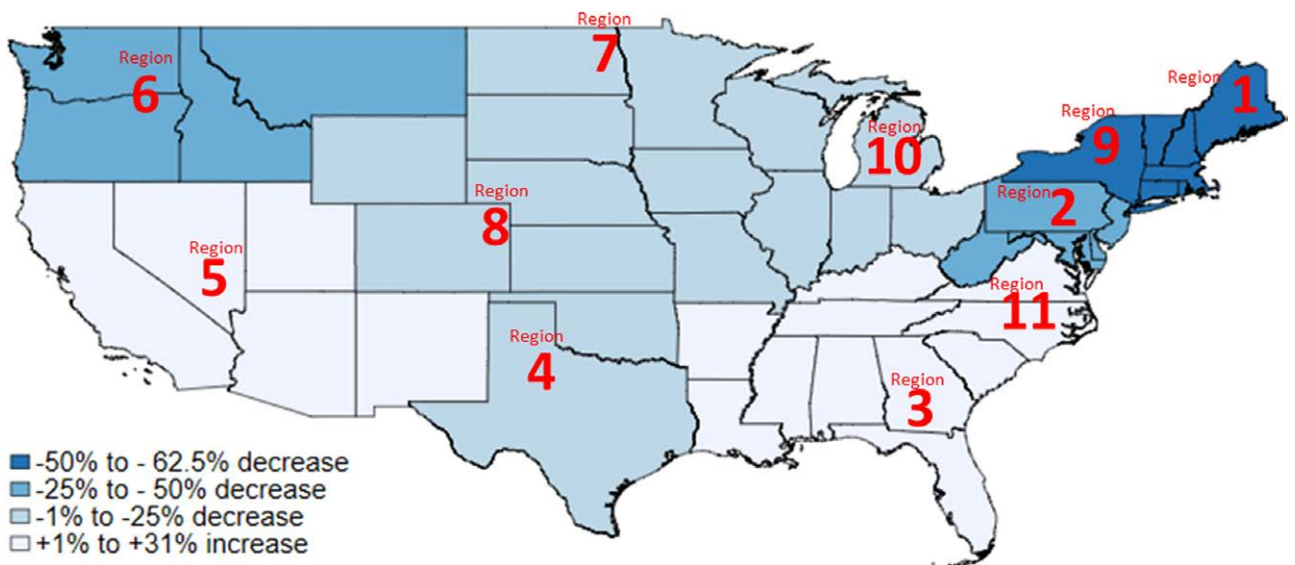 Region
7
Region
6
Region
1
Region
9
Region
10
Region
2
Region
8
Region
5
Region
11
Region
4
Region
3
-50% to - 62.5% decrease
-25% to - 50% decrease
-1% to -25% decrease
+1% to +31% increase